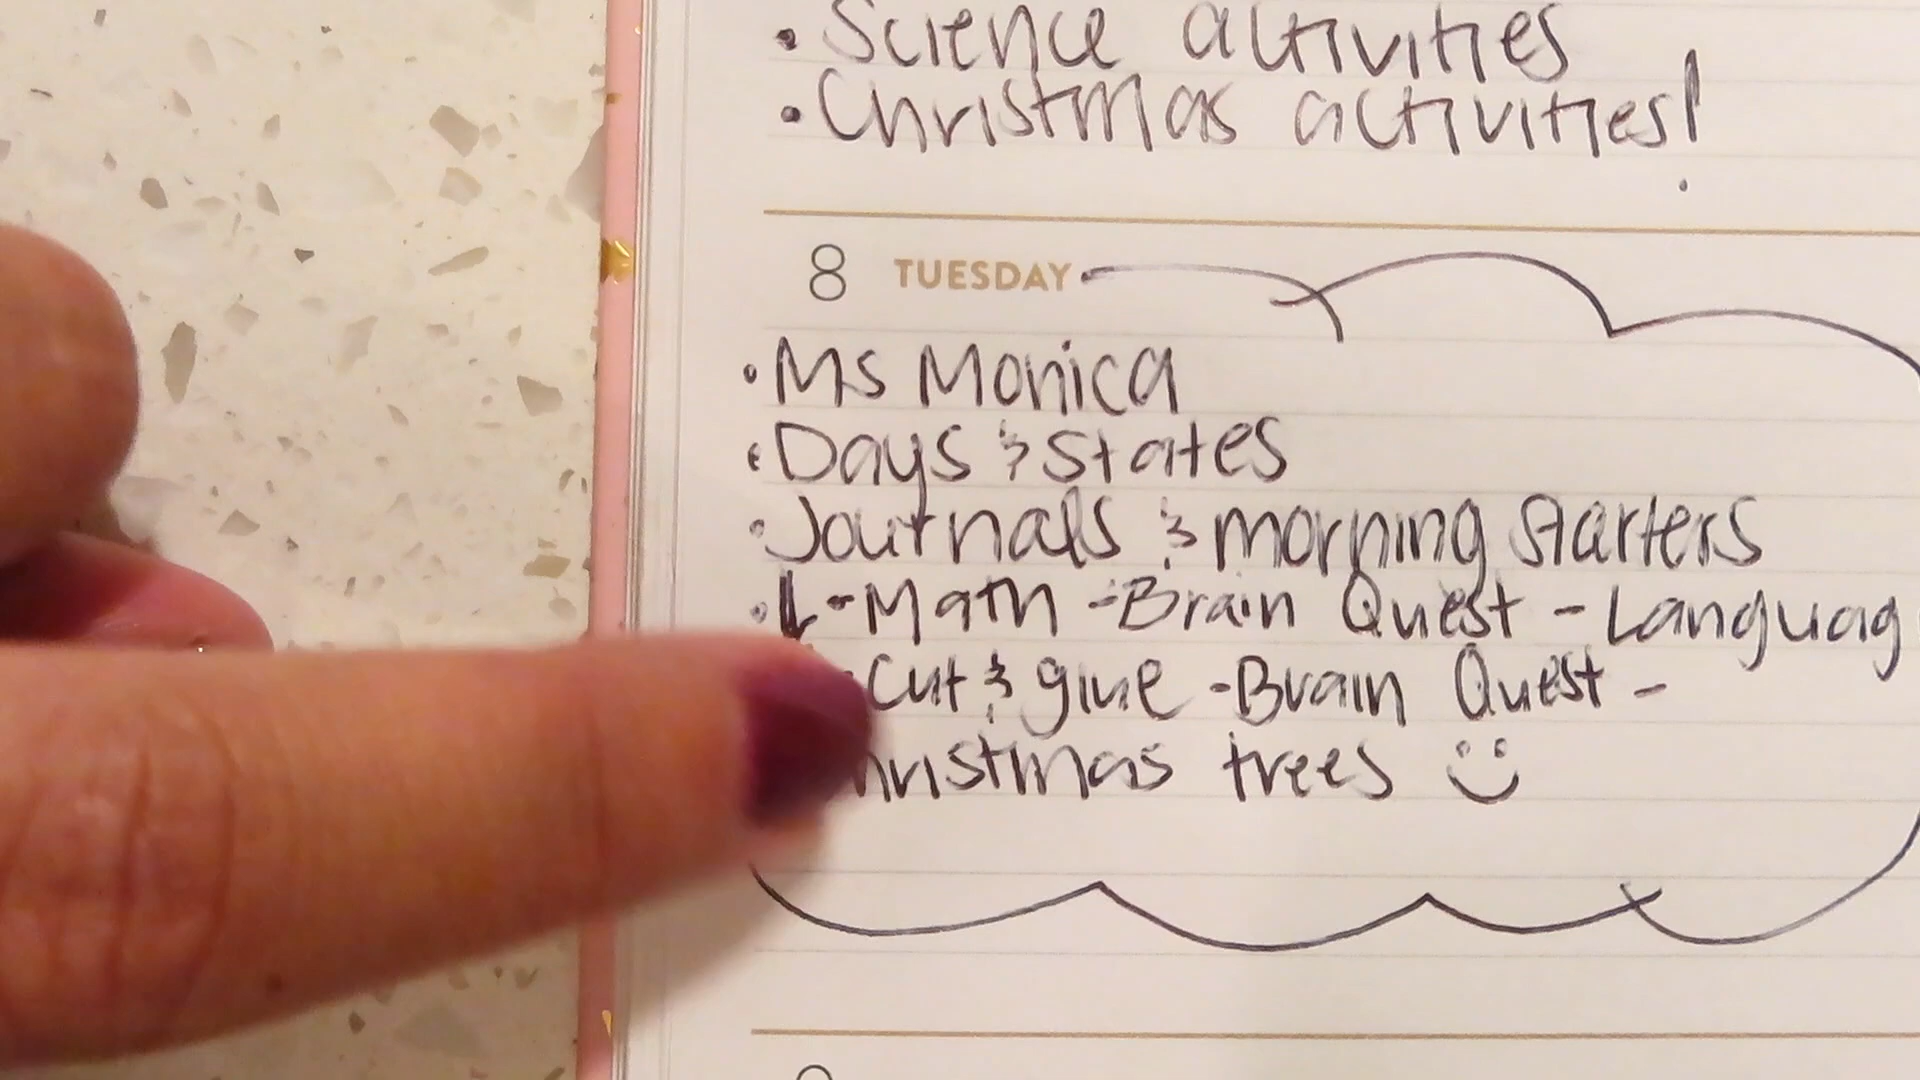 • Science activities
• Christmas activities!
8 TUESDAY
• Ms Monica
• Days & States
• Journals & morning starters
• L - Math - Brain Quest - Languag
- Cut & glue - Brain Quest -
hristmas trees